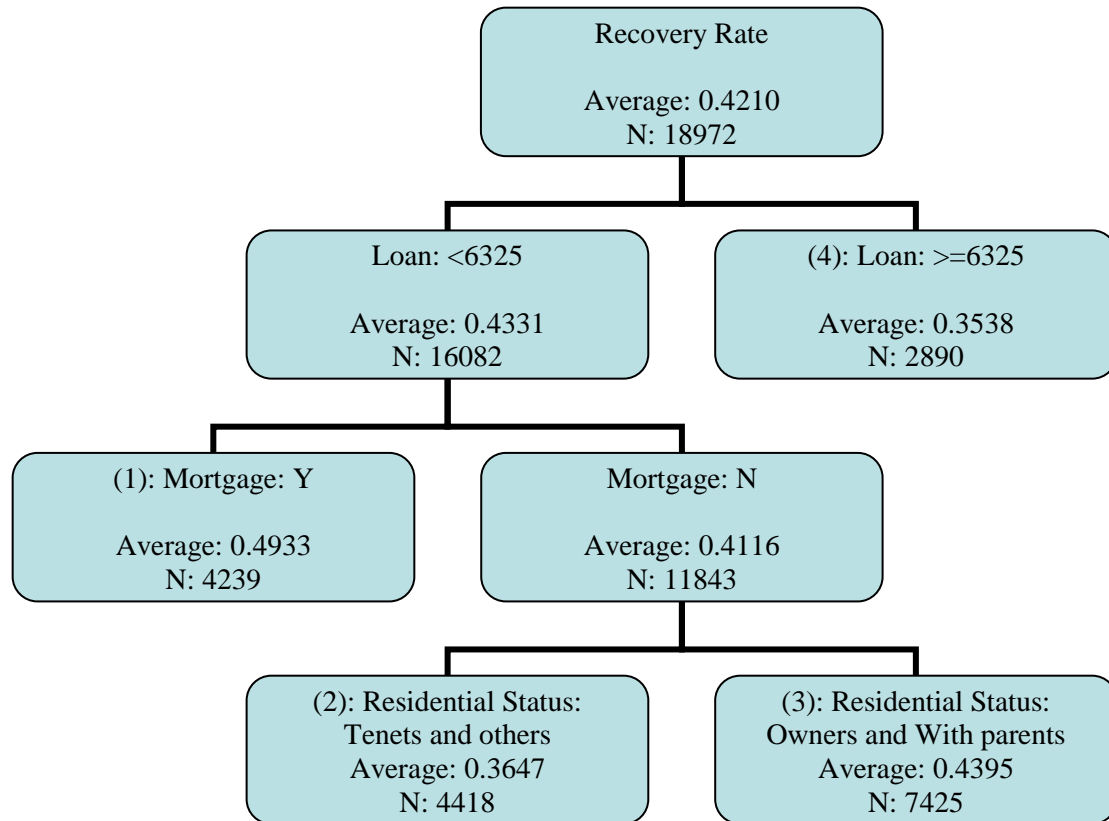 Recovery Rate
Average: 0.4210
N: 18972
Loan: <6325
Average: 0.4331
N: 16082
(4): Loan: >=6325
Average: 0.3538
N: 2890
(1): Mortgage: Y
Average: 0.4933
N: 4239
Mortgage: N
Average: 0.4116
N: 11843
(2): Residential Status:
Tenets and others
Average: 0.3647
N: 4418
(3): Residential Status:
Owners and With parents
Average: 0.4395
N: 7425